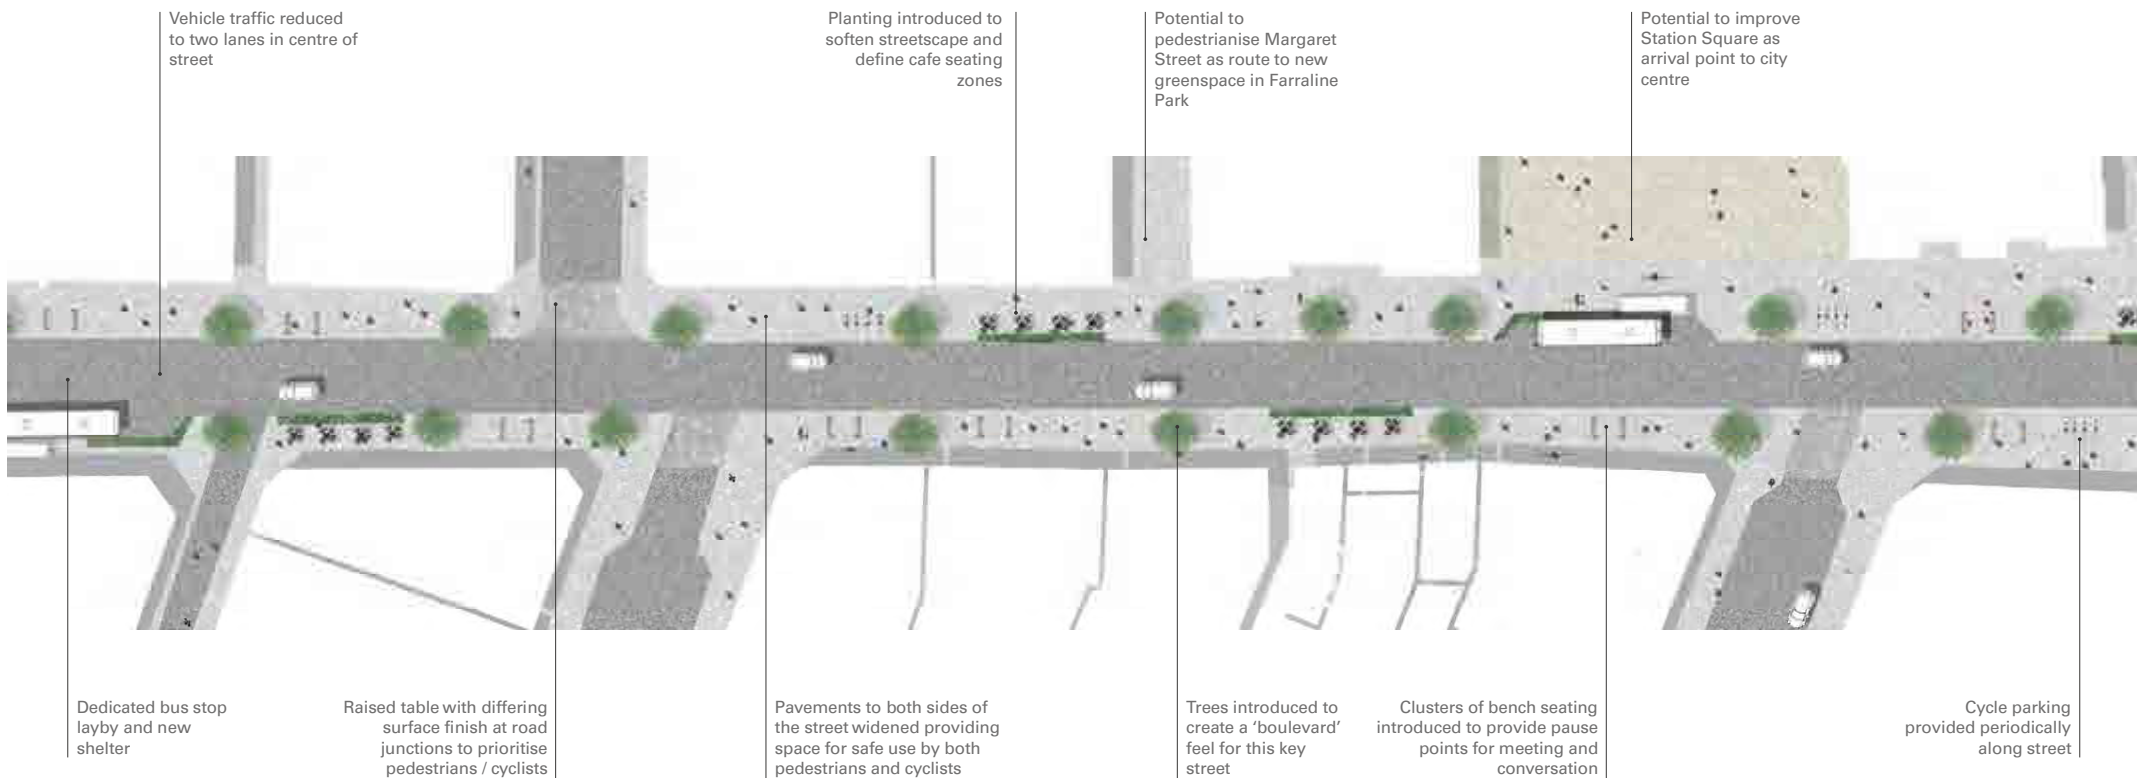 Vehicle traffic reduced
to two lanes in centre of
street
Planting introduced to
soften streetscape and
define cafe seating
zones
Potential to
pedestrianise Margaret
Street as route to new
greenspace in Farraline
Park
Potential to improve
Station Square as
arrival point to city
centre
Dedicated bus stop
layby and new
shelter
Raised table with differing
surface finish at road
junctions to prioritise
pedestrians / cyclists
Pavements to both sides of
the street widened providing
space for safe use by both
pedestrians and cyclists
Trees introduced to
create a ‘boulevard’
feel for this key
street
Clusters of bench seating
introduced to provide pause
points for meeting and
conversation
Cycle parking
provided periodically
along street